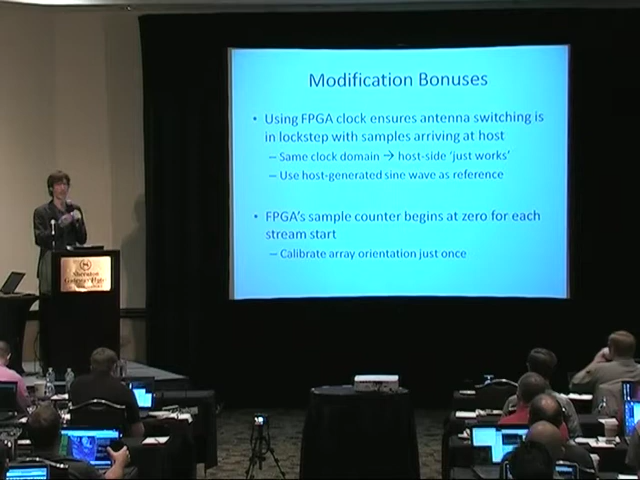 Modification Bonuses
• Using FPGA clock ensures antenna switching is
in lockstep with samples arriving at host
– Same clock domain → host-side 'just works'
– Use host-generated sine wave as reference
• FPGA's sample counter begins at zero for each
stream start
– Calibrate array orientation just once
Sheraton